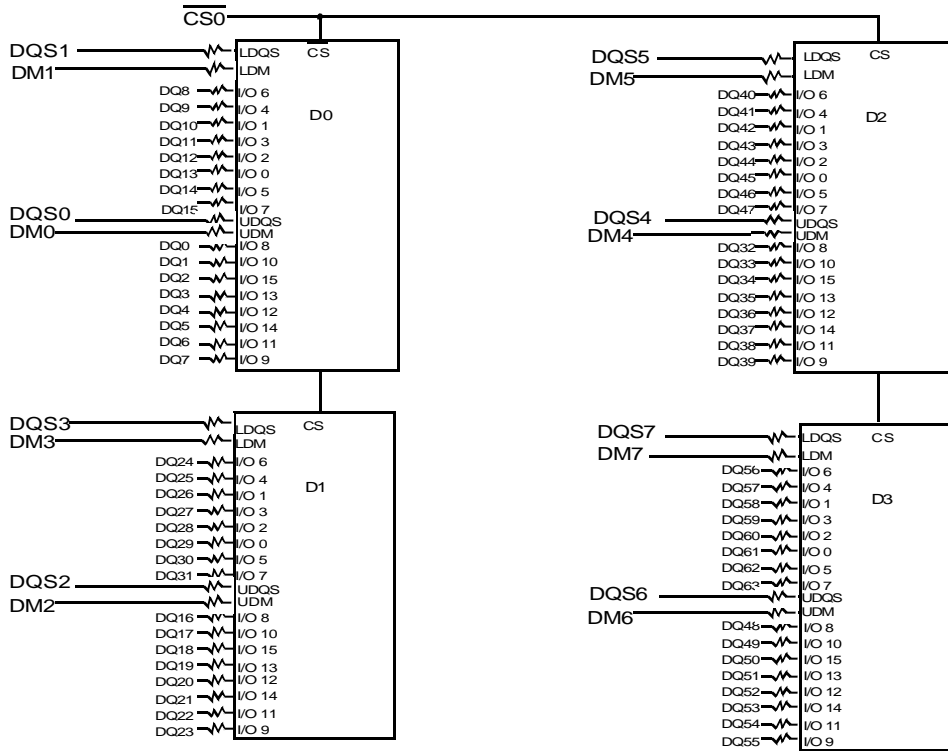 CS0
DQS1 LDQS CS
DM1 LDM
DQ8 I/O 6
DQ9 I/O 4
D0
DQ10 I/O 1
DQ11 I/O 3
DQ12 I/O 2
DQ13 I/O 0
DQ14 I/O 5
DQ15 I/O 7
DQS0 UDQS
DM0 UDM
DQ0 I/O 8
DQ1 I/O 10
DQ2 I/O 15
DQ3 I/O 13
DQ4 I/O 12
DQ5 I/O 14
DQ6 I/O 11
DQ7 I/O 9
DQS3 LDQS CS
DM3 LDM
DQ24 I/O 6
DQ25 I/O 4
D1
DQ26 I/O 1
DQ27 I/O 3
DQ28 I/O 2
DQ29 I/O 0
DQ30 I/O 5
DQ31 I/O 7
DQS2 UDQS
DM2 UDM
DQ16 I/O 8
DQ17 I/O 10
DQ18 I/O 15
DQ19 I/O 13
DQ20 I/O 12
DQ21 I/O 14
DQ22 I/O 11
DQ23 I/O 9
DQS5 LDQS CS
DM5 LDM
DQ40 I/O 6
DQ41 I/O 4
D2
DQ42 I/O 1
DQ43 I/O 3
DQ44 I/O 2
DQ45 I/O 0
DQ46 I/O 5
DQ47 I/O 7
DQS4 UDQS
DM4 UDM
DQ32 I/O 8
DQ33 I/O 10
DQ34 I/O 15
DQ35 I/O 13
DQ36 I/O 12
DQ37 I/O 14
DQ38 I/O 11
DQ39 I/O 9
DQS7 LDQS CS
DM7 LDM
DQ56 I/O 6
DQ57 I/O 4
D3
DQ58 I/O 1
DQ59 I/O 3
DQ60 I/O 2
DQ61 I/O 0
DQ62 I/O 5
DQ63 I/O 7
DQS6 UDQS
DM6 UDM
DQ48 I/O 8
DQ49 I/O 10
DQ50 I/O 15
DQ51 I/O 13
DQ52 I/O 12
DQ53 I/O 14
DQ54 I/O 11
DQ55 I/O 9